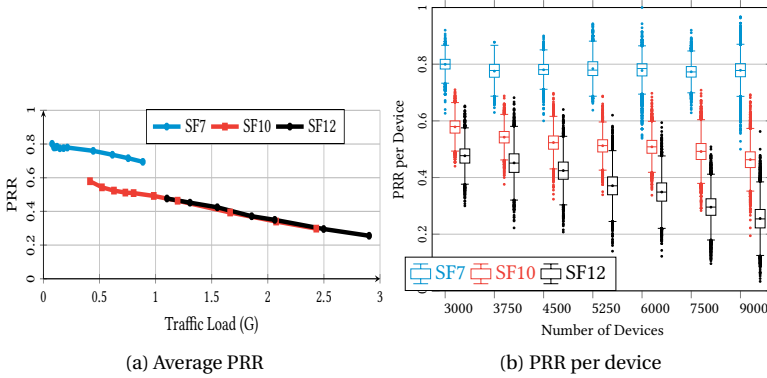 1
0.8
0.6
0.4
0.2
0
PRR
SF7 SF10 SF12
0 0.5 1 1.5 2 2.5 3
Traffic Load (G)
(a) Average PRR
1
0.8
0.6
0.4
0.2
PRR per Device
SF7 SF10 SF12
3000 3750 4500 5250 6000 7500 9000
Number of Devices
(b) PRR per device